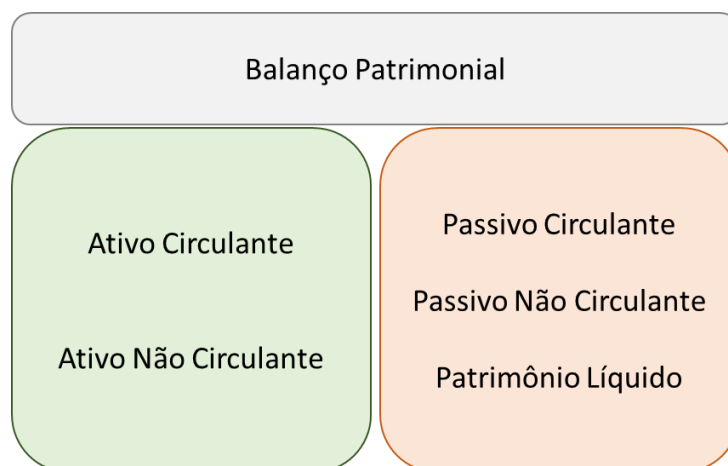 Balanço Patrimonial
Ativo Circulante
Ativo Não Circulante
Passivo Circulante
Passivo Não Circulante
Patrimônio Líquido